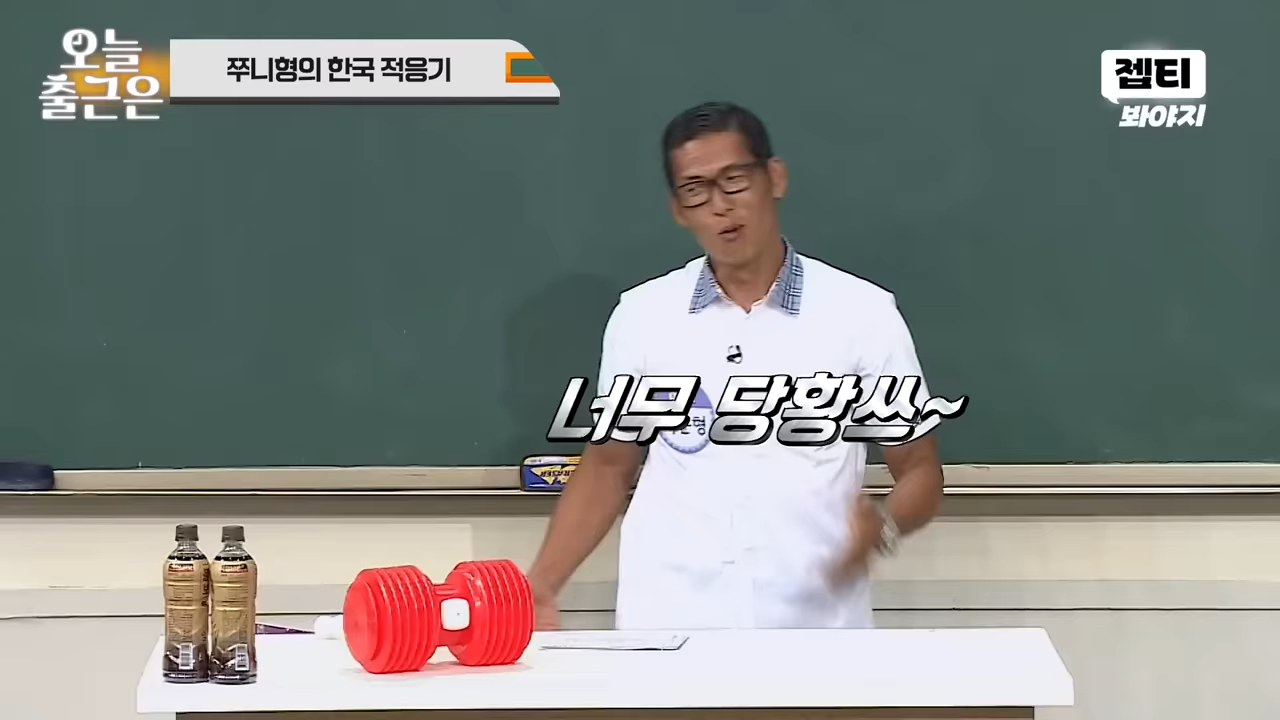 오늘
출근은
쭈니형의 한국 적응기
젭티
봐야지
너무 당황쓰~